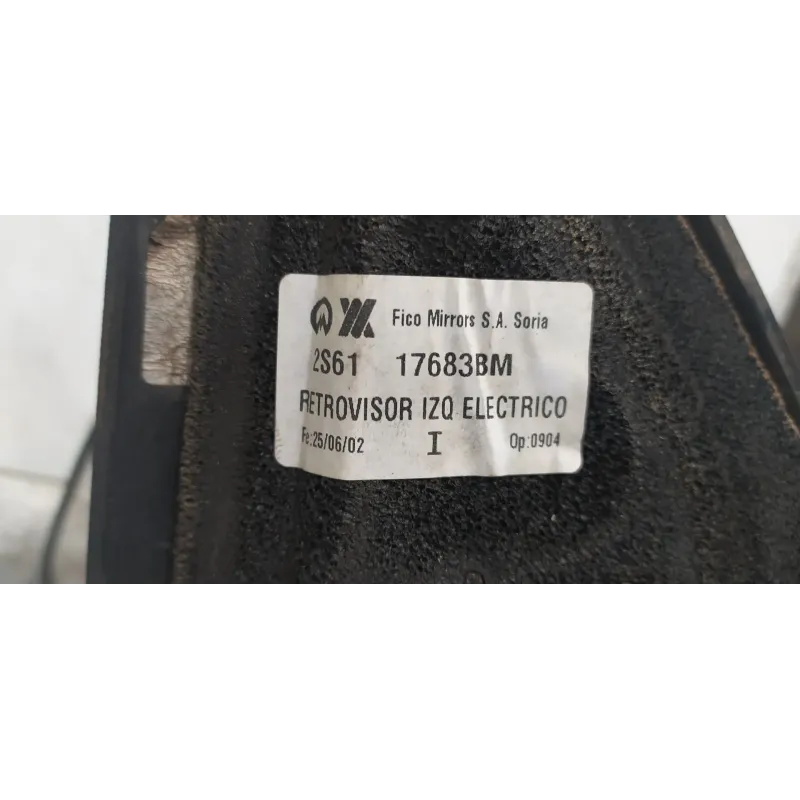 Fico Mirrors S.A. Soria
2S61 17683BM
RETROVISOR IZQ ELECTRICO
Fe:25/06/02 I Op:0904